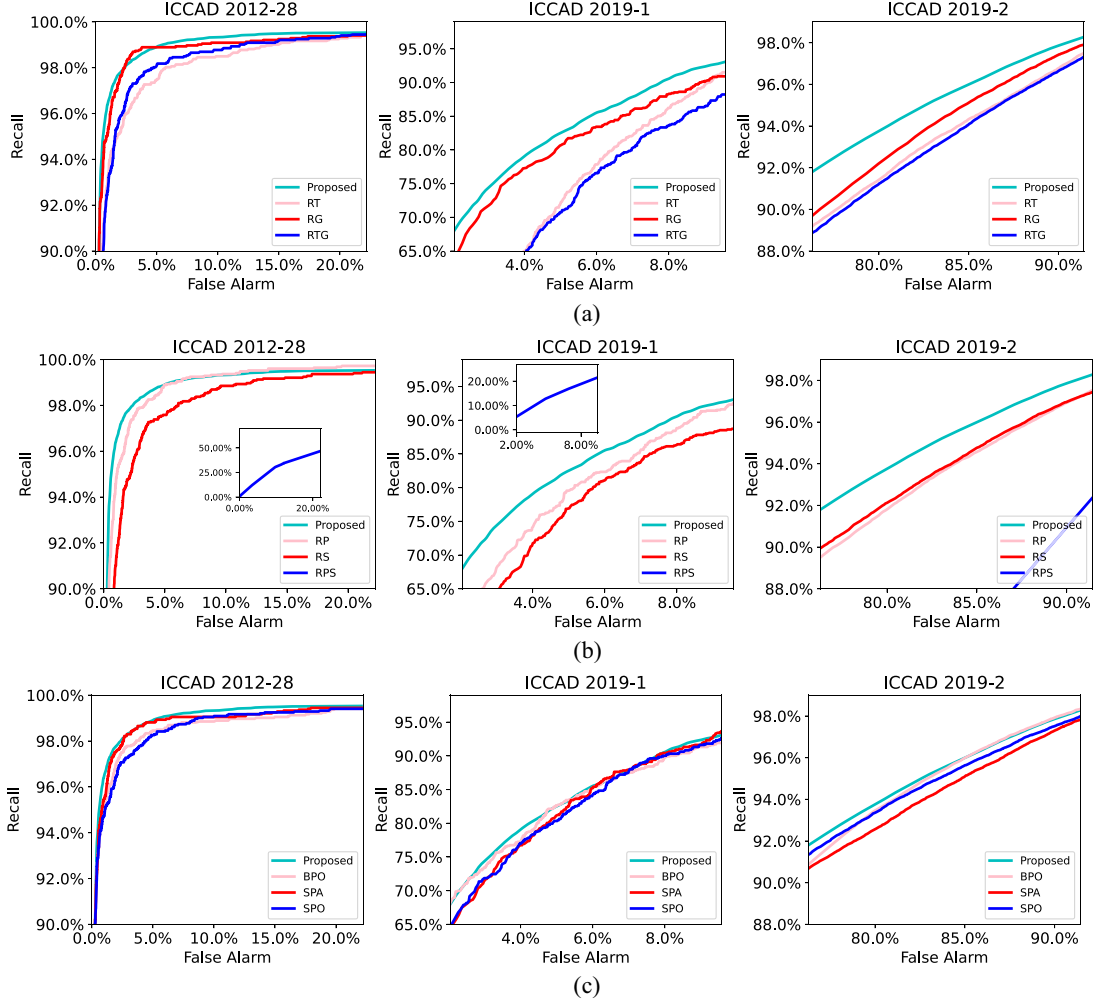 ICCAD 2012-28
100.0%
98.0%
96.0%
94.0%
92.0%
90.0%
Recall
0.0% 5.0% 10.0% 15.0% 20.0%
False Alarm
Proposed
RT
RG
RTG
ICCAD 2019-1
95.0%
90.0%
85.0%
80.0%
75.0%
70.0%
65.0%
Recall
4.0% 6.0% 8.0%
False Alarm
Proposed
RT
RG
RTG
ICCAD 2019-2
98.0%
96.0%
94.0%
92.0%
90.0%
88.0%
Recall
80.0% 85.0% 90.0%
False Alarm
Proposed
RT
RG
RTG
(a)
ICCAD 2012-28
100.0%
98.0%
96.0%
94.0%
92.0%
90.0%
Recall
0.0% 5.0% 10.0% 15.0% 20.0%
False Alarm
50.00%
25.00%
0.00%
0.00% 20.00%
Proposed
RP
RS
RPS
ICCAD 2019-1
95.0%
90.0%
85.0%
80.0%
75.0%
70.0%
65.0%
Recall
4.0% 6.0% 8.0%
False Alarm
20.00%
10.00%
0.00%
2.00% 8.00%
Proposed
RP
RS
RPS
ICCAD 2019-2
98.0%
96.0%
94.0%
92.0%
90.0%
88.0%
Recall
80.0% 85.0% 90.0%
False Alarm
Proposed
RP
RS
RPS
(b)
ICCAD 2012-28
100.0%
98.0%
96.0%
94.0%
92.0%
90.0%
Recall
0.0% 5.0% 10.0% 15.0% 20.0%
False Alarm
Proposed
BPO
SPA
SPO
ICCAD 2019-1
95.0%
90.0%
85.0%
80.0%
75.0%
70.0%
65.0%
Recall
4.0% 6.0% 8.0%
False Alarm
Proposed
BPO
SPA
SPO
ICCAD 2019-2
98.0%
96.0%
94.0%
92.0%
90.0%
88.0%
Recall
80.0% 85.0% 90.0%
False Alarm
Proposed
BPO
SPA
SPO
(c)